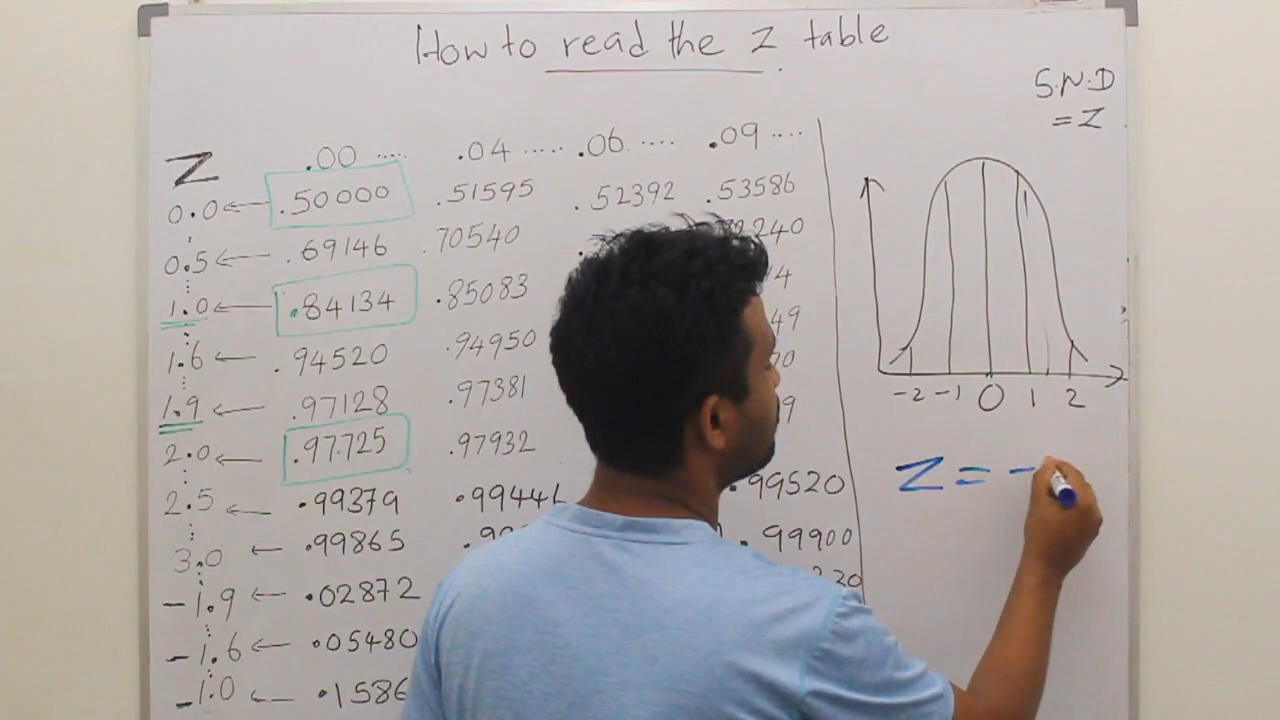 How to read the z table
S.N.D
= Z
Z .00 .... .04 ..... .06 .... .09 ....
0.0 ← .50000 .51595 .52392 .53586
0.5 ← .69146 .70540
1.0 ← .84134 .85083
1.6 ← .94520 .94950
1.9 ← .97128 .97381
2.0 ← .97725 .97932
2.5 ← .99379 .99520
3.0 ← .99865 .99900
-1.9 ← .02872
-1.6 ← .05480
-1.0 ← .1586
-2 -1 0 1 2
Z = -